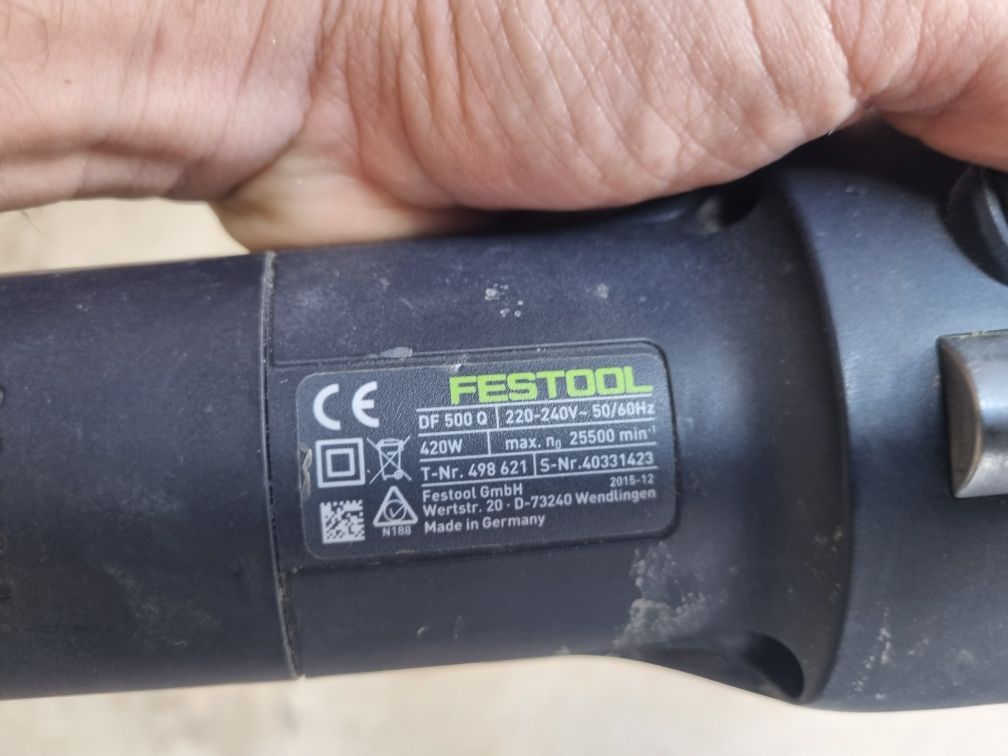 CE
FESTOOL
DF 500 Q 220-240V~ 50/60Hz
420W max. n₀ 25500 min⁻¹
T-Nr. 498 621 S-Nr.40331423
2015-12
Festool GmbH
Wertstr. 20 · D-73240 Wendlingen
Made in Germany
N188